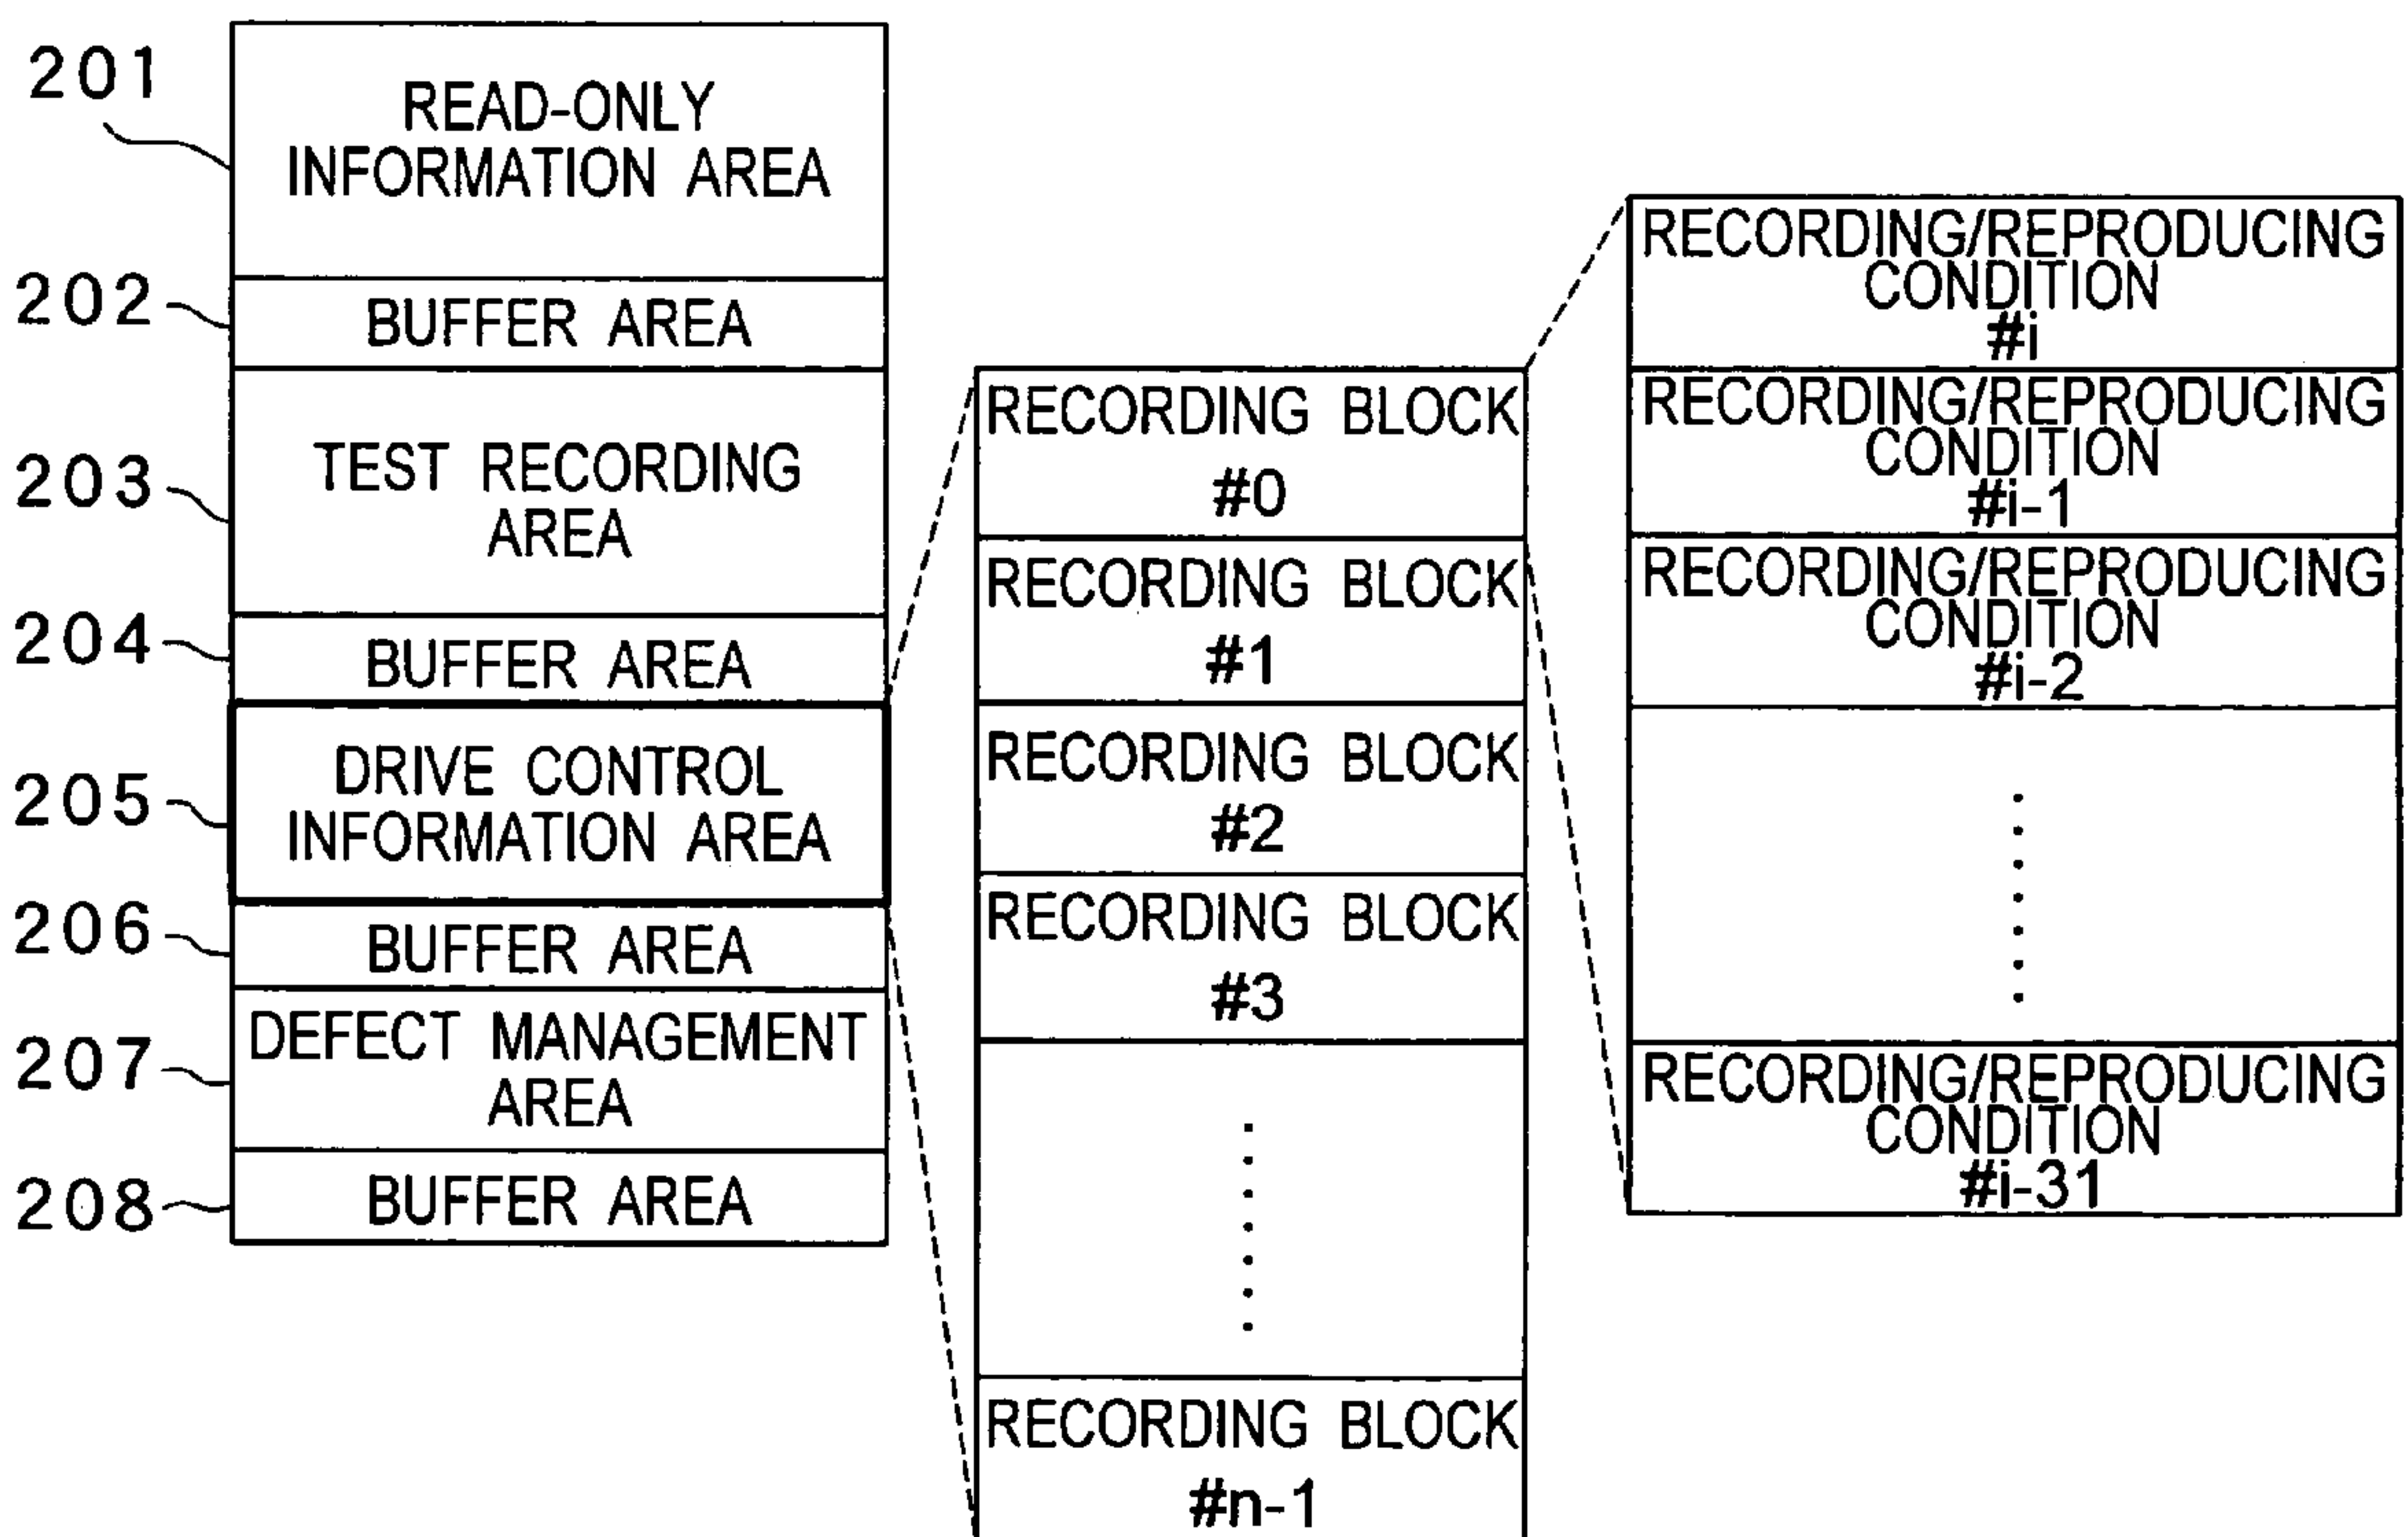 201
READ-ONLY
INFORMATION AREA
202
BUFFER AREA
203
TEST RECORDING
AREA
204
BUFFER AREA
205
DRIVE CONTROL
INFORMATION AREA
206
BUFFER AREA
207
DEFECT MANAGEMENT
AREA
208
BUFFER AREA
RECORDING BLOCK
#0
RECORDING BLOCK
#1
RECORDING BLOCK
#2
RECORDING BLOCK
#3
RECORDING BLOCK
#n-1
RECORDING/REPRODUCING
CONDITION
#i
RECORDING/REPRODUCING
CONDITION
#i-1
RECORDING/REPRODUCING
CONDITION
#i-2
RECORDING/REPRODUCING
CONDITION
#i-31